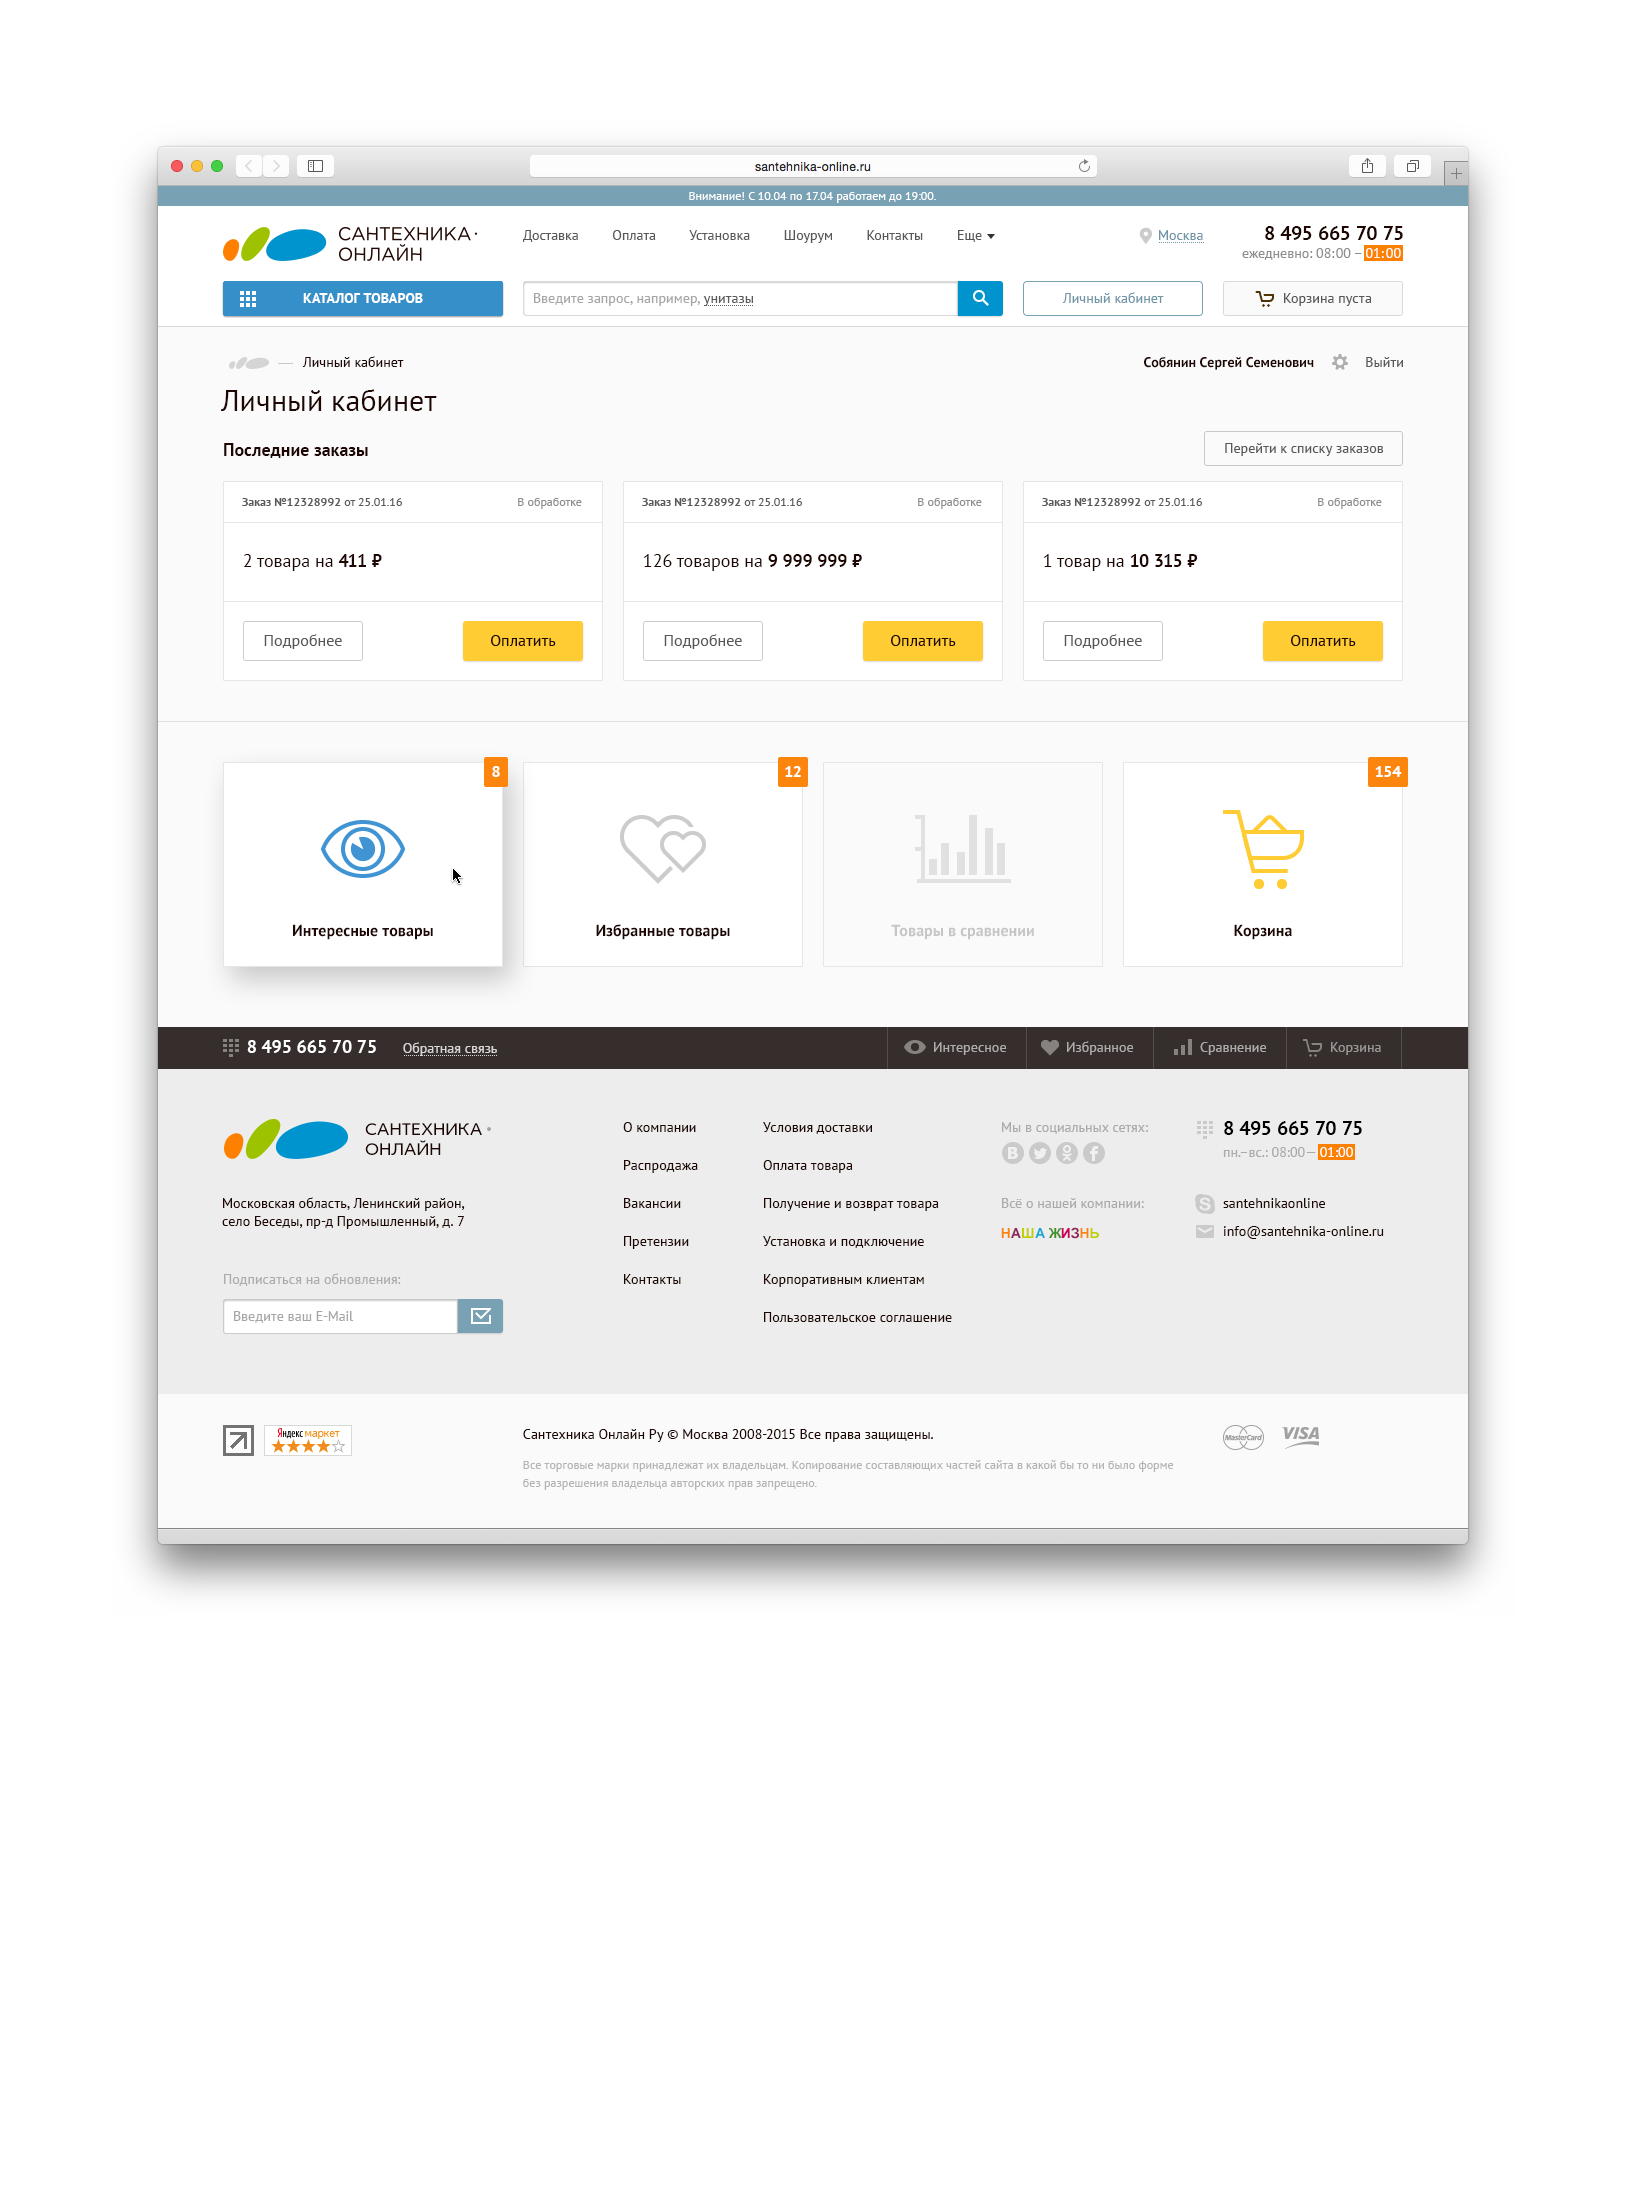 santehnika-online.ru
Внимание! С 10.04 по 17.04 работаем до 19:00.
САНТЕХНИКА
ОНЛАЙН
Доставка Оплата Установка Шоурум Контакты Еще
Москва
8 495 665 70 75
ежедневно: 08:00 – 01:00
КАТАЛОГ ТОВАРОВ
Введите запрос, например, унитазы
Личный кабинет
Корзина пуста
— Личный кабинет
Собянин Сергей Семенович
Выйти
Личный кабинет
Последние заказы
Перейти к списку заказов
Заказ №12328992 от 25.01.16 В обработке
2 товара на 411 ₽
Подробнее Оплатить
Заказ №12328992 от 25.01.16 В обработке
126 товаров на 9 999 999 ₽
Подробнее Оплатить
Заказ №12328992 от 25.01.16 В обработке
1 товар на 10 315 ₽
Подробнее Оплатить
8
Интересные товары
12
Избранные товары
Товары в сравнении
154
Корзина
8 495 665 70 75
Обратная связь
Интересное
Избранное
Сравнение
Корзина
САНТЕХНИКА
ОНЛАЙН
Московская область, Ленинский район,
село Беседы, пр-д Промышленный, д. 7
Подписаться на обновления:
Введите ваш E-Mail
О компании
Распродажа
Вакансии
Претензии
Контакты
Условия доставки
Оплата товара
Получение и возврат товара
Установка и подключение
Корпоративным клиентам
Пользовательское соглашение
Мы в социальных сетях:
Всё о нашей компании:
НАША ЖИЗНЬ
8 495 665 70 75
пн.–вс.: 08:00— 01:00
santehnikaonline
info@santehnika-online.ru
Яндекс маркет
Сантехника Онлайн Ру © Москва 2008-2015 Все права защищены.
Все торговые марки принадлежат их владельцам. Копирование составляющих частей сайта в какой бы то ни было форме
без разрешения владельца авторских прав запрещено.
MasterCard
VISA